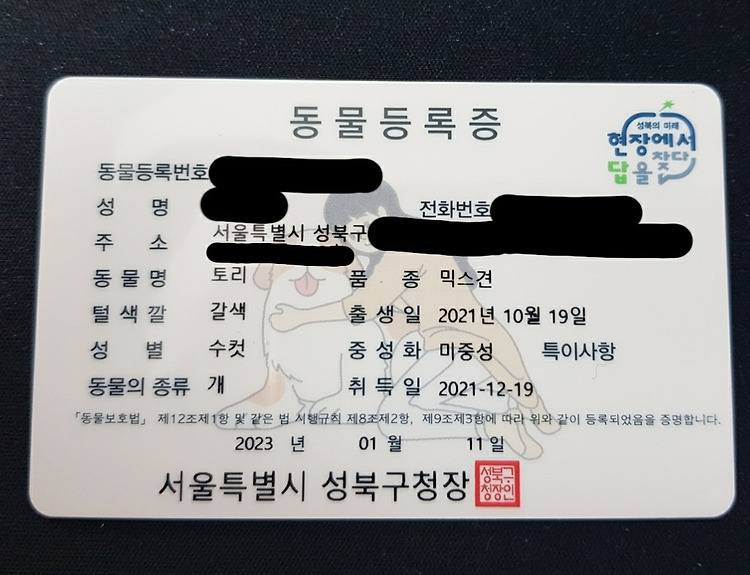 동물등록증
성북의 미래
현장에서
답을 찾다
동물등록번호
성 명 전화번호
주 소 서울특별시 성북구
동물명 토리 품 종 믹스견
털색깔 갈색 출생일 2021년 10월 19일
성 별 수컷 중성화 미중성 특이사항
동물의 종류 개 취득일 2021-12-19
「동물보호법」 제12조제1항 및 같은 법 시행규칙 제8조제2항, 제9조제3항에 따라 위와 같이 등록되었음을 증명합니다.
2023 년 01 월 11 일
서울특별시 성북구청장
성북구
청장인